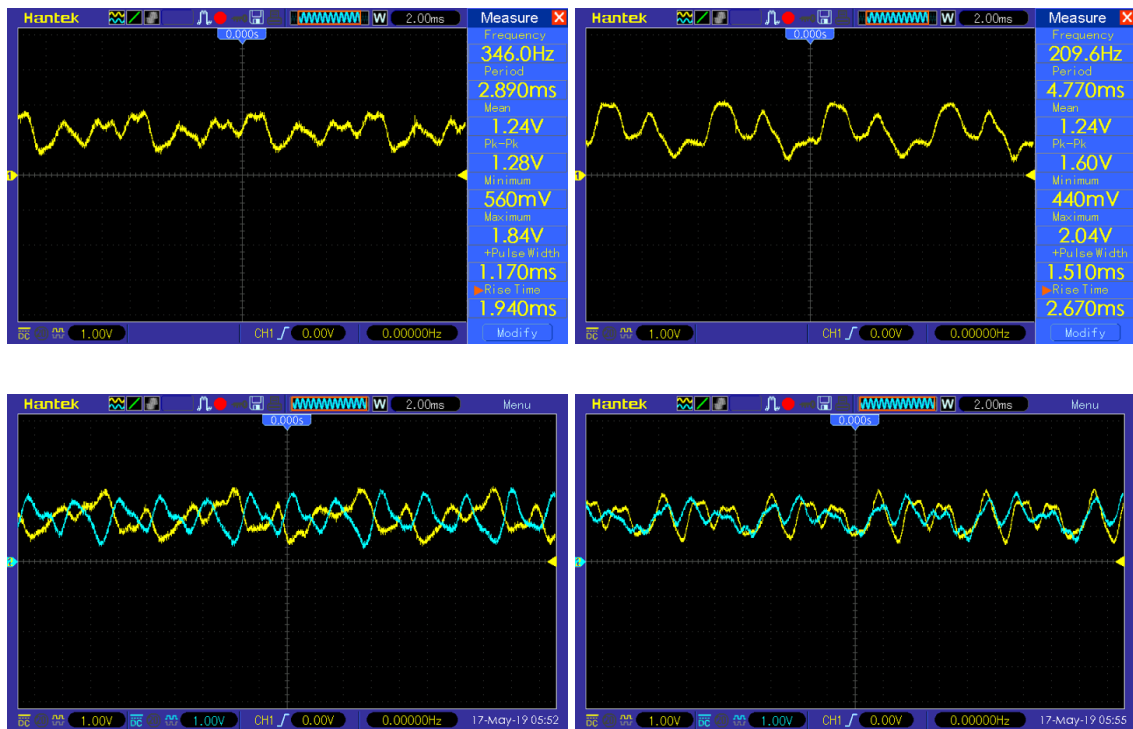 Hantek W 2.00ms Measure X
0.000s
Frequency
346.0Hz
Period
2.890ms
Mean
1.24V
Pk-Pk
1.28V
Minimum
560mV
Maximum
1.84V
+PulseWidth
1.170ms
Rise Time
1.940ms
1
DC 1.00V CH1 0.00V 0.00000Hz Modify
Hantek W 2.00ms Measure X
0.000s
Frequency
209.6Hz
Period
4.770ms
Mean
1.24V
Pk-Pk
1.60V
Minimum
440mV
Maximum
2.04V
+PulseWidth
1.510ms
Rise Time
2.670ms
1
DC 1.00V CH1 0.00V 0.00000Hz Modify
Hantek W 2.00ms Menu
0.000s
DC 1.00V DC 1.00V CH1 0.00V 0.00000Hz 17-May-19 05:52
Hantek W 2.00ms Menu
0.000s
DC 1.00V DC 1.00V CH1 0.00V 0.00000Hz 17-May-19 05:55